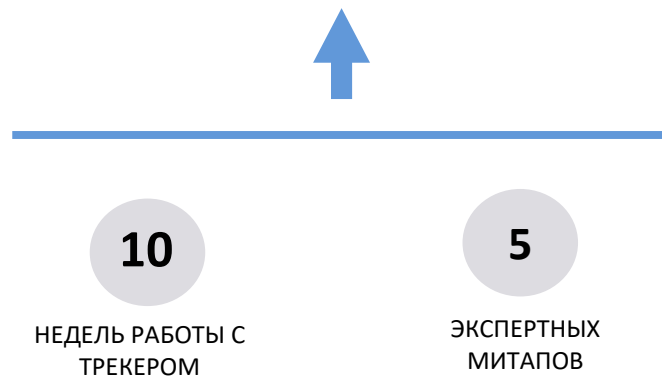 10
НЕДЕЛЬ РАБОТЫ С
ТРЕКЕРОМ
5
ЭКСПЕРТНЫХ
МИТАПОВ